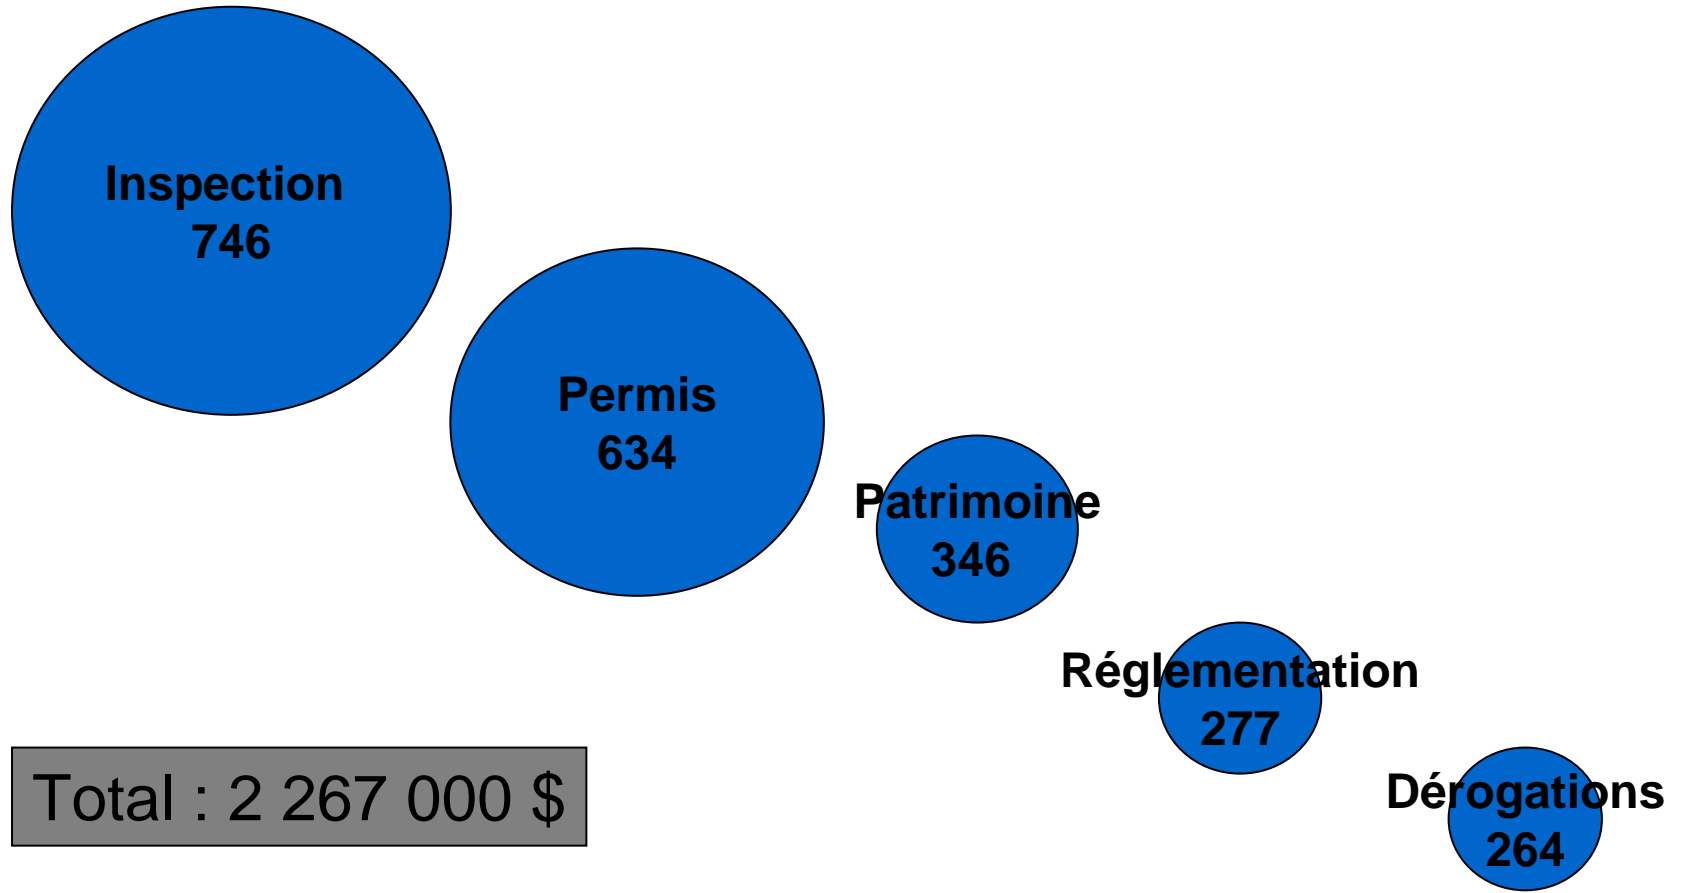 Inspection
746
Permis
634
Patrimoine
346
Réglementation
277
Dérogations
264
Total : 2 267 000 $